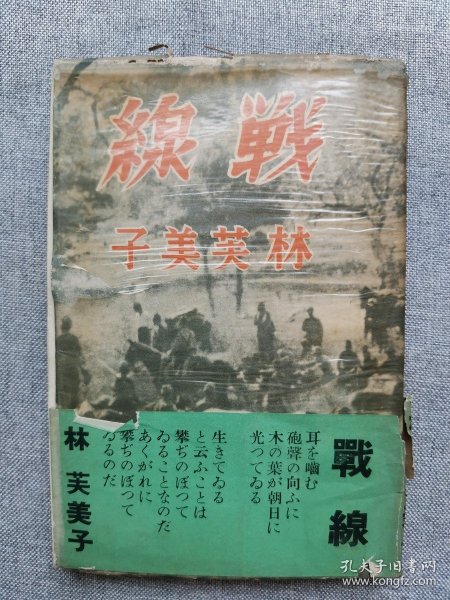 戦線
林芙美子
戰線
耳を嚙む
砲聲の向ふに
木の葉が朝日に
光つてゐる
生きてゐる
と云ふことは
攀ぢのぼつて
ゐることなのだ
あくがれに
攀ぢのぼつて
ゐるのだ
林芙美子
孔夫子旧书网
www.kongfz.com